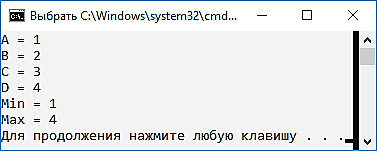 Выбрать C:\Windows\system32\cmd...
A = 1
B = 2
C = 3
D = 4
Min = 1
Max = 4
Для продолжения нажмите любую клавишу . . .